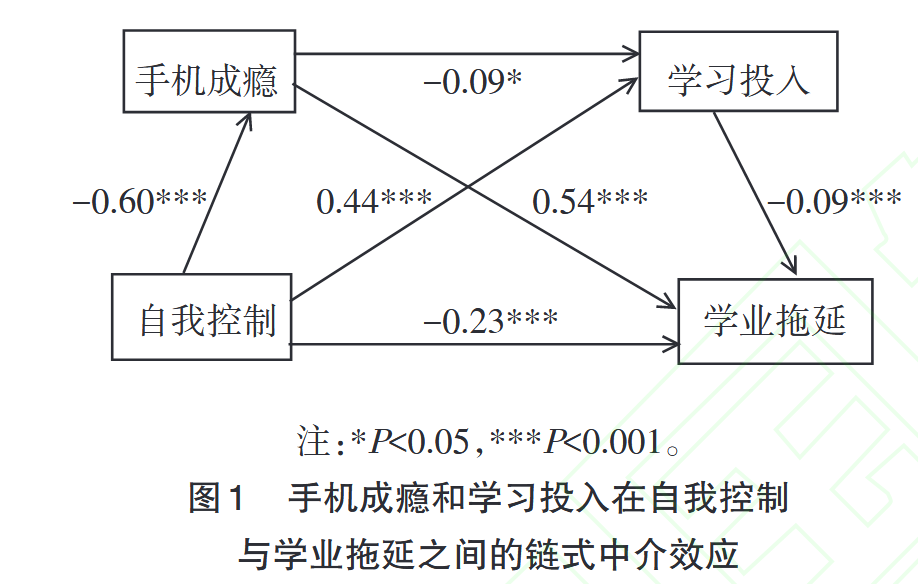 手机成瘾
-0.09*
学习投入
-0.60***
0.44***
0.54***
-0.09***
自我控制
-0.23***
学业拖延
注:*P<0.05,***P<0.001。
图1 手机成瘾和学习投入在自我控制
与学业拖延之间的链式中介效应